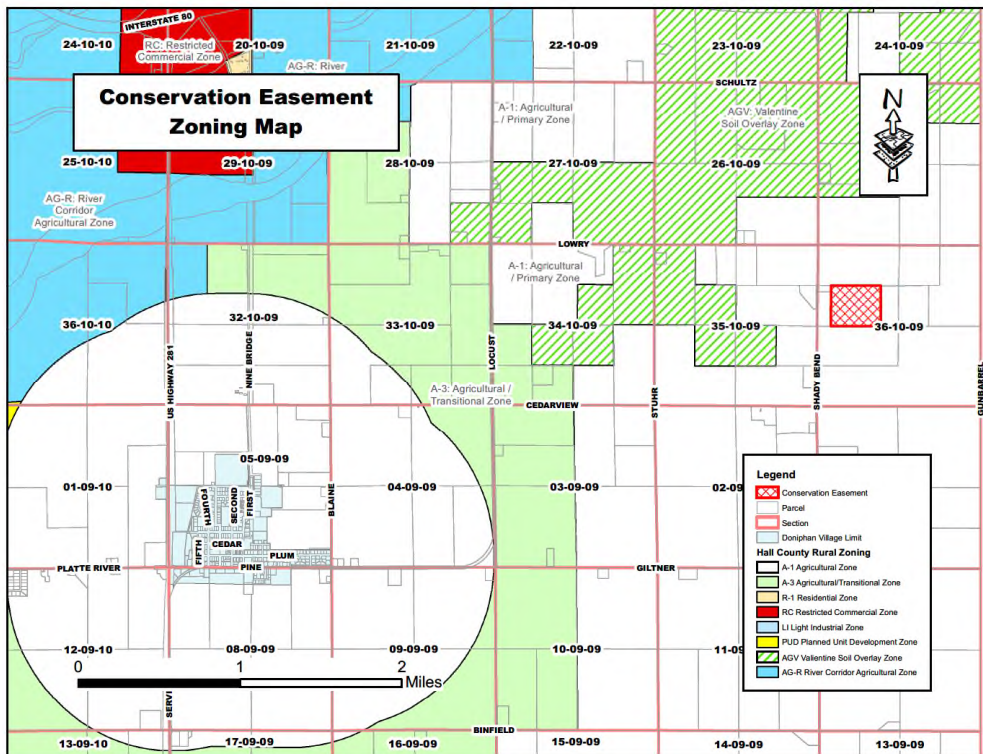 INTERSTATE 80
24-10-10
RC: Restricted
Commercial Zone
20-10-09
21-10-09
22-10-09
23-10-09
24-10-09
AG-R: River
SCHULTZ
Conservation Easement
Zoning Map
N
A-1: Agricultural
/ Primary Zone
AGV: Valentine
Soil Overlay Zone
25-10-10
29-10-09
28-10-09
27-10-09
26-10-09
AG-R: River
Corridor
Agricultural Zone
LOWRY
A-1: Agricultural
/ Primary Zone
36-10-10
32-10-09
33-10-09
34-10-09
35-10-09
36-10-09
US HIGHWAY 281
NINE BRIDGE
LOCUST
STUHR
SHADY BEND
GUNBARREL
A-3: Agricultural /
Transitional Zone
CEDARVIEW
05-09-09
01-09-10
04-09-09
03-09-09
02-09
FOURTH
SECOND
FIRST
BLAINE
FIFTH
CEDAR
PLUM
PLATTE RIVER
PINE
GILTNER
Legend
Conservation Easement
Parcel
Section
Doniphan Village Limit
Hall County Rural Zoning
A-1 Agricultural Zone
A-3 Agricultural/Transitional Zone
R-1 Residential Zone
RC Restricted Commercial Zone
LI Light Industrial Zone
PUD Planned Unit Development Zone
AGV Valientine Soil Overlay Zone
AG-R River Corridor Agricultural Zone
12-09-10
08-09-09
09-09-09
10-09-09
11-09
0 1 2
Miles
SERVI
BINFIELD
13-09-10
17-09-09
16-09-09
15-09-09
14-09-09
13-09-09